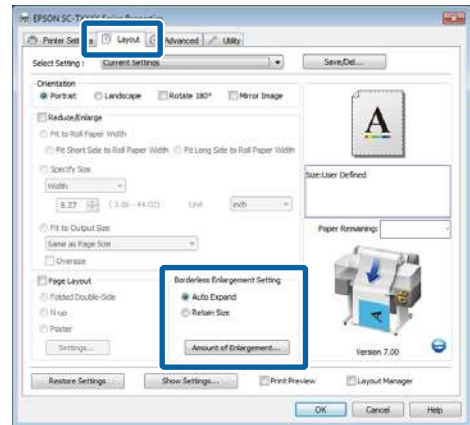 EPSON SC-TXXXX Series Properties
Printer Settings Layout Advanced Utility
Select Setting : Current Settings Save/Del...
Orientation
Portrait Landscape Rotate 180° Mirror Image
Reduce/Enlarge
Fit to Roll Paper Width
Fit Short Side to Roll Paper Width Fit Long Side to Roll Paper Width
Specify Size
Width
8.27 (3.06 - 44.02) Unit inch
Fit to Output Size
Same as Page Size
Oversize
A
Size:User Defined
Paper Remaining:
Page Layout
Folded Double-Side
N-up
Poster
Settings...
Borderless Enlargement Setting
Auto Expand
Retain Size
Amount of Enlargement...
Version 7.00
Restore Settings Show Settings... Print Preview Layout Manager
OK Cancel Help